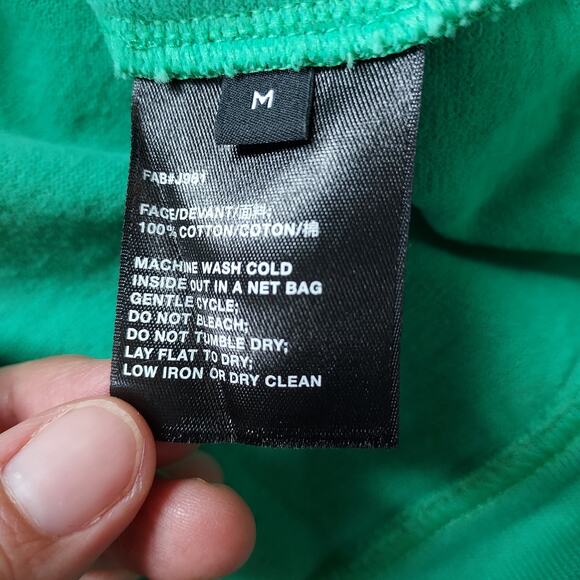 M
FAB#J961
FACE/DEVANT/面料:
100% COTTON/COTON/棉
MACHINE WASH COLD
INSIDE OUT IN A NET BAG
GENTLE CYCLE;
DO NOT BLEACH;
DO NOT TUMBLE DRY;
LAY FLAT TO DRY;
LOW IRON OR DRY CLEAN